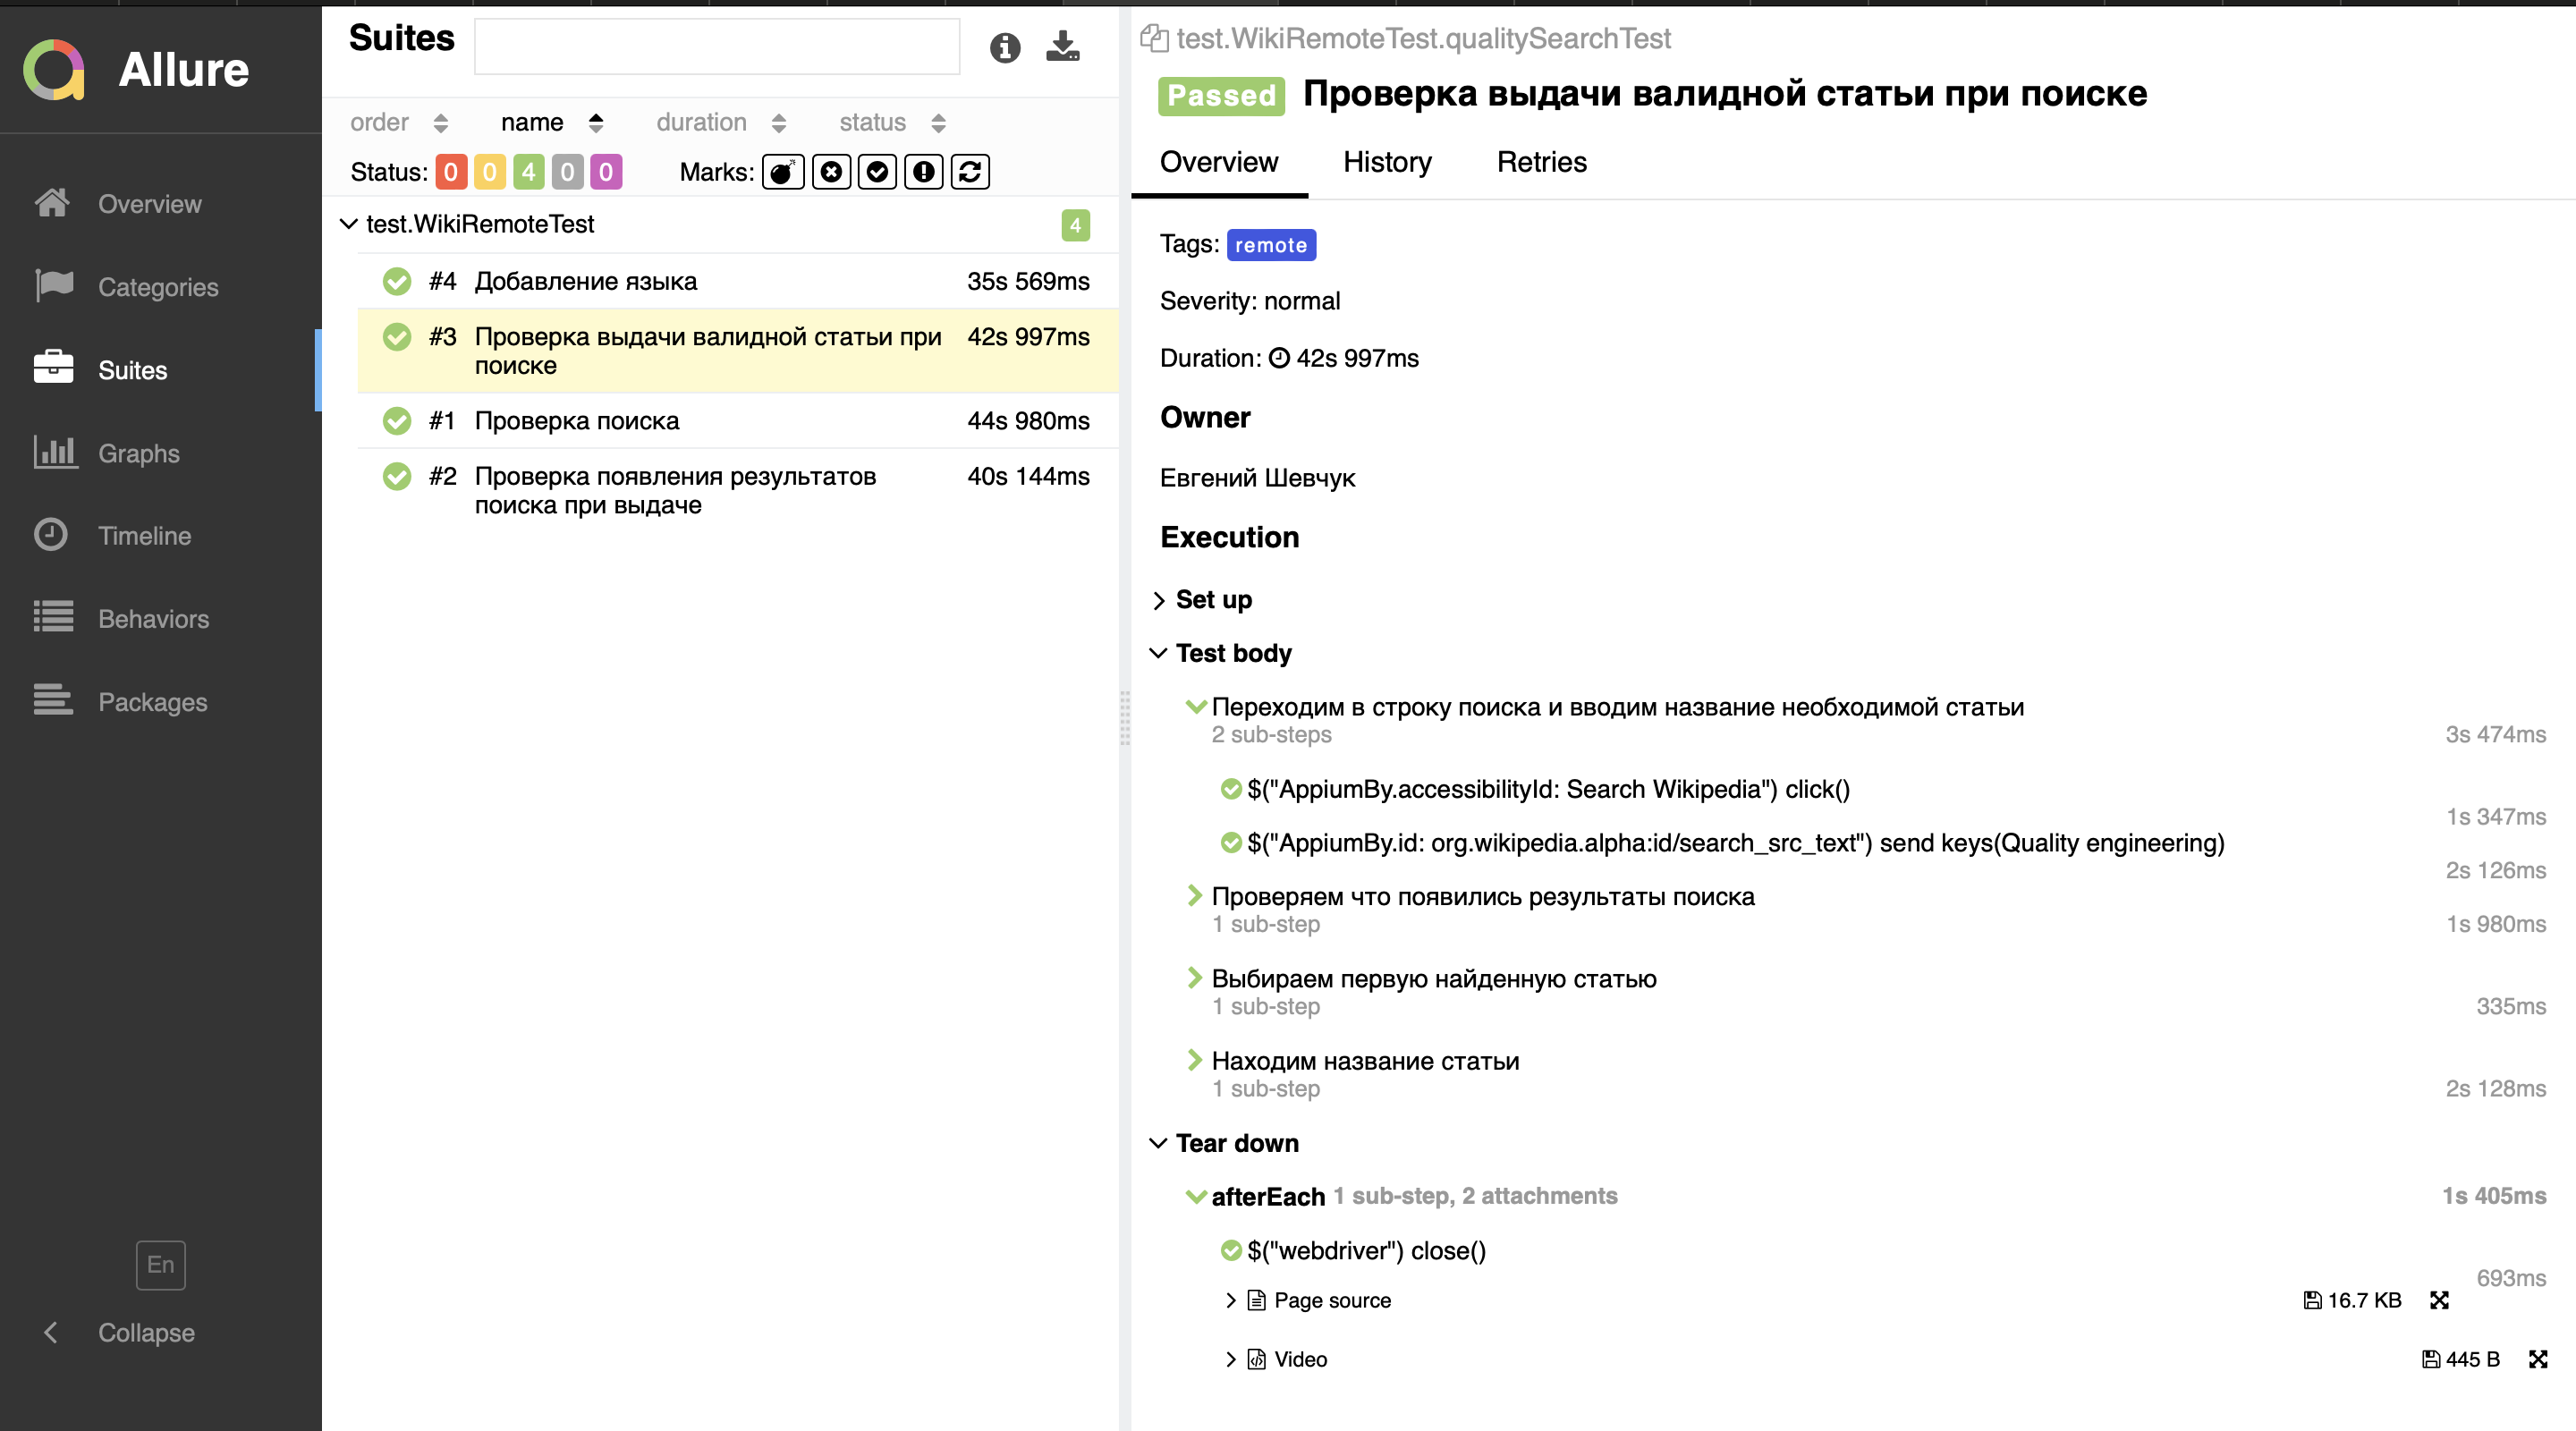 Allure
Overview
Categories
Suites
Graphs
Timeline
Behaviors
Packages
En
Collapse
Suites
order name duration status
Status: 0 0 4 0 0 Marks:
test.WikiRemoteTest 4
#4 Добавление языка 35s 569ms
#3 Проверка выдачи валидной статьи при 42s 997ms
поиске
#1 Проверка поиска 44s 980ms
#2 Проверка появления результатов 40s 144ms
поиска при выдаче
test.WikiRemoteTest.qualitySearchTest
Passed Проверка выдачи валидной статьи при поиске
Overview History Retries
Tags: remote
Severity: normal
Duration: 42s 997ms
Owner
Евгений Шевчук
Execution
Set up
Test body
Переходим в строку поиска и вводим название необходимой статьи
2 sub-steps 3s 474ms
$("AppiumBy.accessibilityId: Search Wikipedia") click()
1s 347ms
$("AppiumBy.id: org.wikipedia.alpha:id/search_src_text") send keys(Quality engineering)
2s 126ms
Проверяем что появились результаты поиска
1 sub-step 1s 980ms
Выбираем первую найденную статью
1 sub-step 335ms
Находим название статьи
1 sub-step 2s 128ms
Tear down
afterEach 1 sub-step, 2 attachments 1s 405ms
$("webdriver") close()
693ms
Page source 16.7 KB
Video 445 B